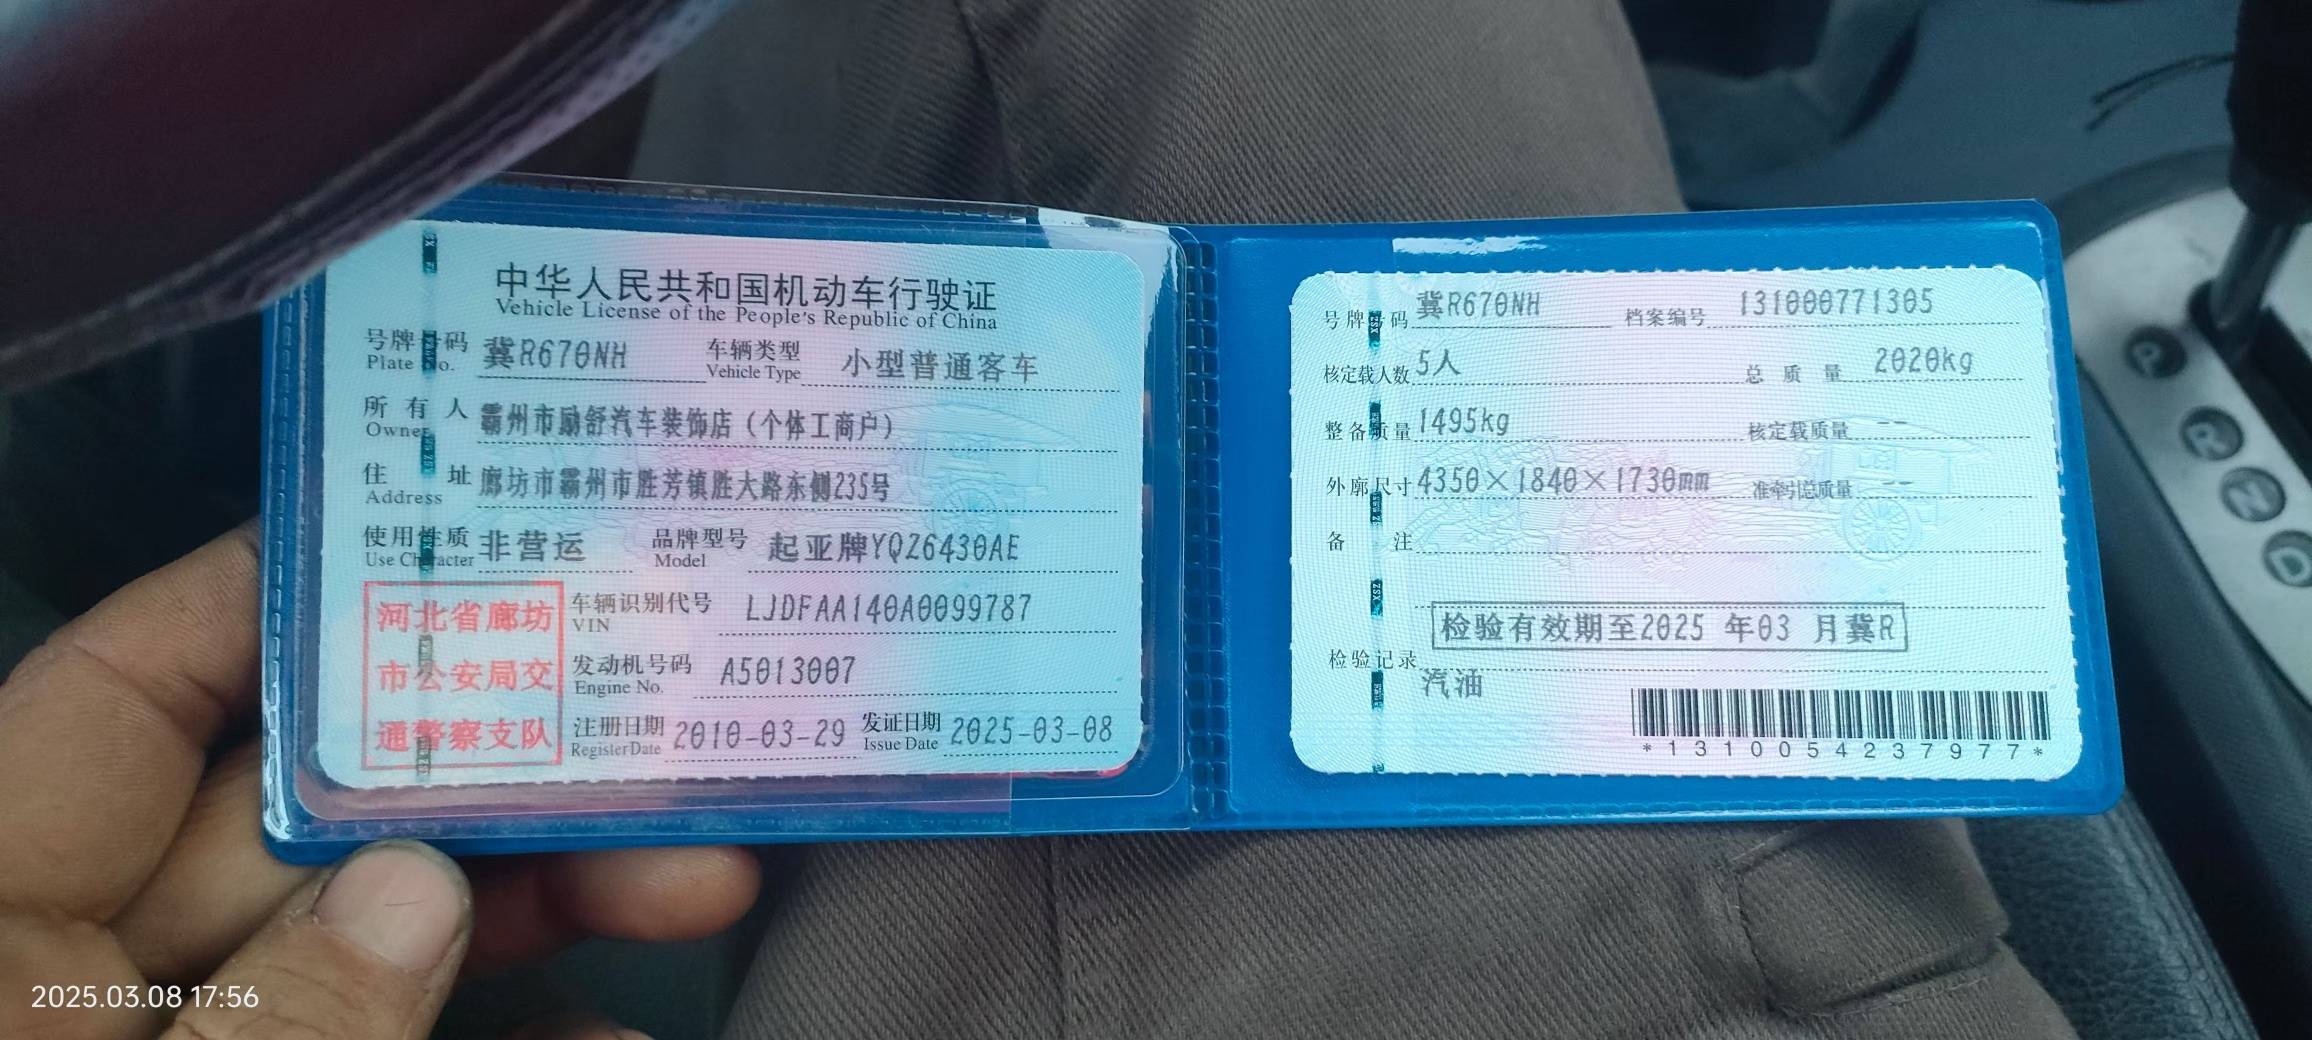 中华人民共和国机动车行驶证
Vehicle License of the People's Republic of China
号牌号码 冀R670NH 车辆类型 小型普通客车
Plate No. Vehicle Type
所有人 霸州市励舒汽车装饰店（个体工商户）
Owner
住址 廊坊市霸州市胜芳镇胜大路东侧235号
Address
使用性质 非营运 品牌型号 起亚牌YQZ6430AE
Use Character Model
河北省廊坊
市公安局交
通警察支队
车辆识别代号 LJDFAA140A0099787
VIN
发动机号码 A5013007
Engine No.
注册日期 2010-03-29 发证日期 2025-03-08
Register Date Issue Date
号牌号码 冀R670NH 档案编号 131000771305
核定载人数 5人 总质量 2020kg
整备质量 1495kg 核定载质量 --
外廓尺寸 4350×1840×1730mm 准牵引总质量 --
备注
检验有效期至2025 年03 月冀R
检验记录
汽油
*1310054237977*
P
R
N
D
2025.03.08 17:56